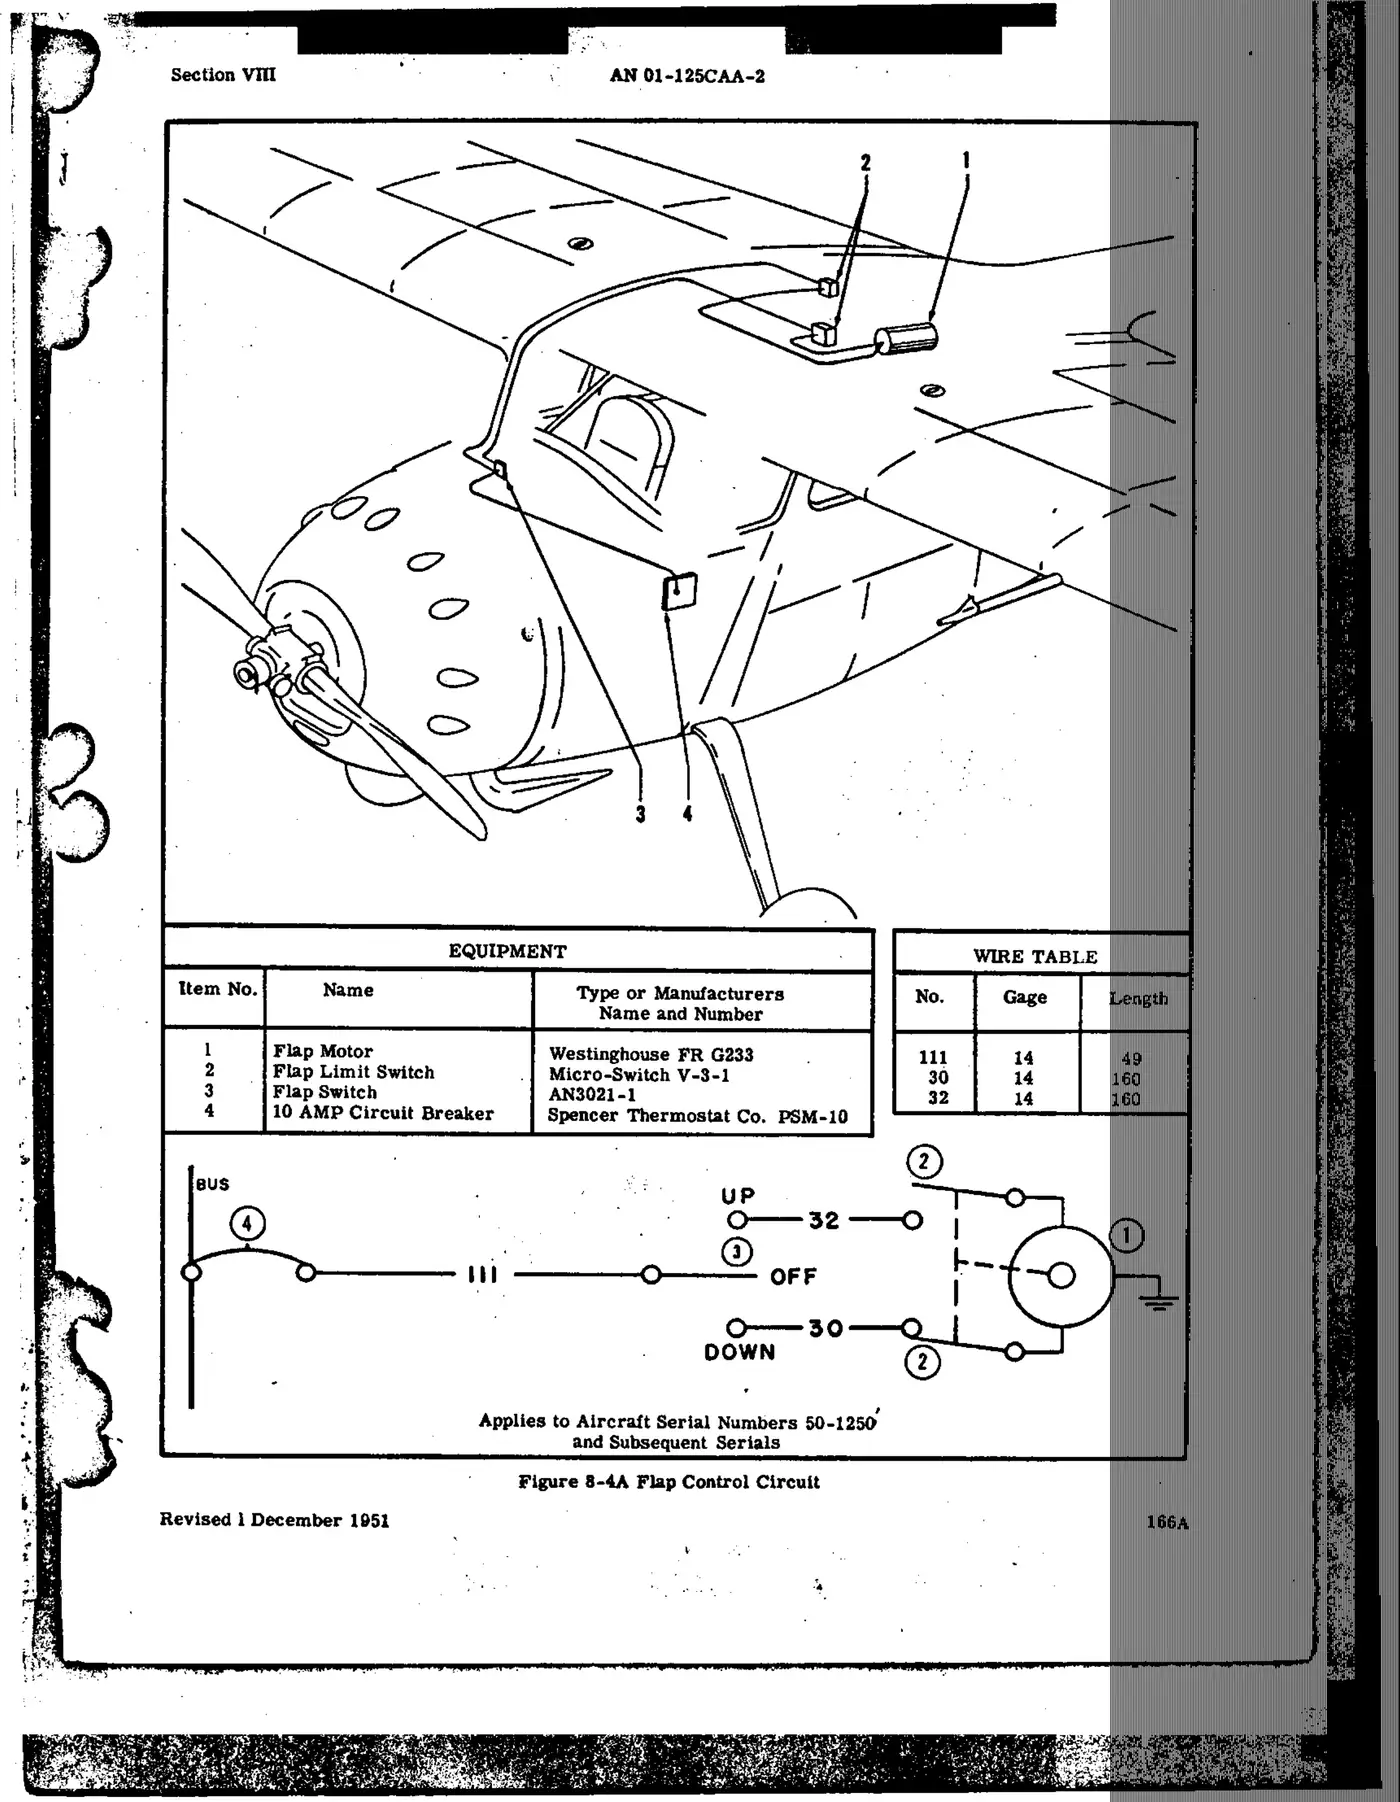 Section VIII
AN 01-125CAA-2
2 1
3 4
EQUIPMENT
Item No. Name Type or Manufacturers Name and Number
1 Flap Motor Westinghouse FR G233
2 Flap Limit Switch Micro-Switch V-3-1
3 Flap Switch AN3021-1
4 10 AMP Circuit Breaker Spencer Thermostat Co. PSM-10
WIRE TABLE
No. Gage Length
111 14 49
30 14 160
32 14 160
BUS
4
111
UP
32
3
OFF
30
DOWN
2
1
2
Applies to Aircraft Serial Numbers 50-1250
and Subsequent Serials
Figure 8-4A Flap Control Circuit
Revised 1 December 1951
166A